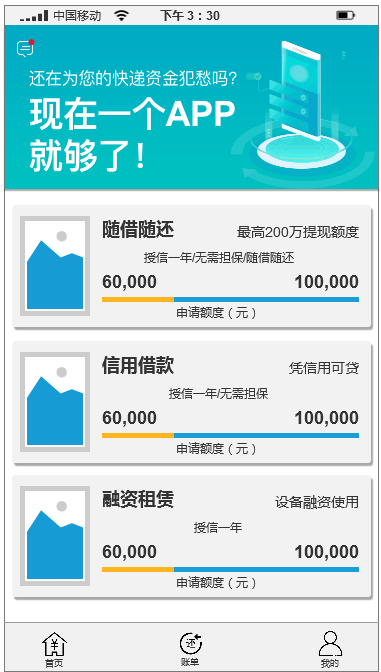 中国移动 下午 3：30
还在为您的快递资金犯愁吗?
现在一个APP
就够了！
随借随还 最高200万提现额度
授信一年/无需担保/随借随还
60,000 100,000
申请额度（元）
信用借款 凭信用可贷
授信一年/无需担保
60,000 100,000
申请额度（元）
融资租赁 设备融资使用
授信一年
60,000 100,000
申请额度（元）
¥ 还
首页 账单 我的